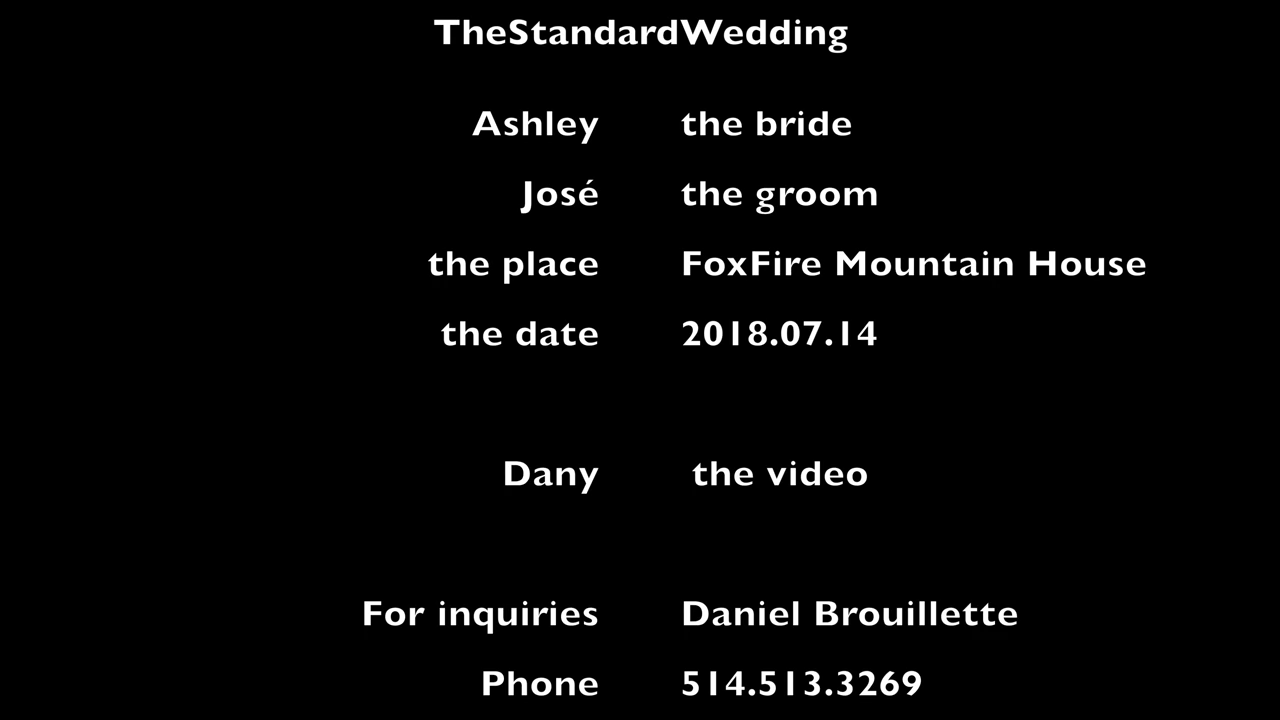 TheStandardWedding
Ashley the bride
José the groom
the place FoxFire Mountain House
the date 2018.07.14
Dany the video
For inquiries Daniel Brouillette
Phone 514.513.3269